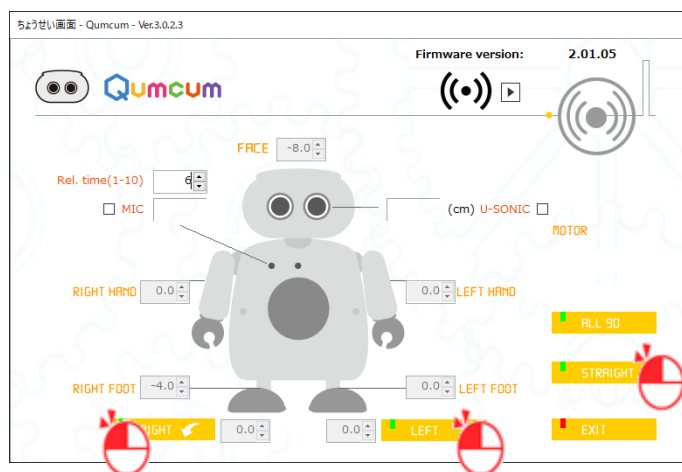 ちょうせい画面 - Qumcum - Ver.3.0.2.3
Firmware version: 2.01.05
Qumcum
FACE -8.0
Rel. time(1-10) 6
MIC
(cm) U-SONIC
MOTOR
RIGHT HAND 0.0
0.0 LEFT HAND
ALL 90
STRAIGHT
RIGHT FOOT -4.0
0.0 LEFT FOOT
0.0
0.0
LEFT
EXIT